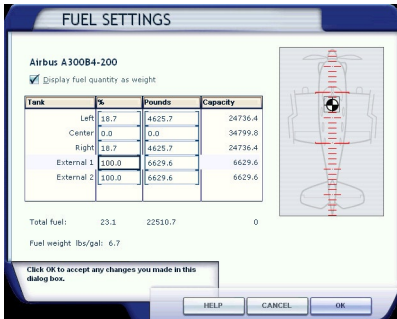 FUEL SETTINGS
Airbus A300B4-200
Display fuel quantity as weight
Tank % Pounds Capacity
Left 18.7 4625.7 24736.4
Center 0.0 0.0 34799.8
Right 18.7 4625.7 24736.4
External 1 100.0 6629.6 6629.6
External 2 100.0 6629.6 6629.6
Total fuel: 23.1 22510.7 0
Fuel weight lbs/gal: 6.7
Click OK to accept any changes you made in this
dialog box.
HELP CANCEL OK